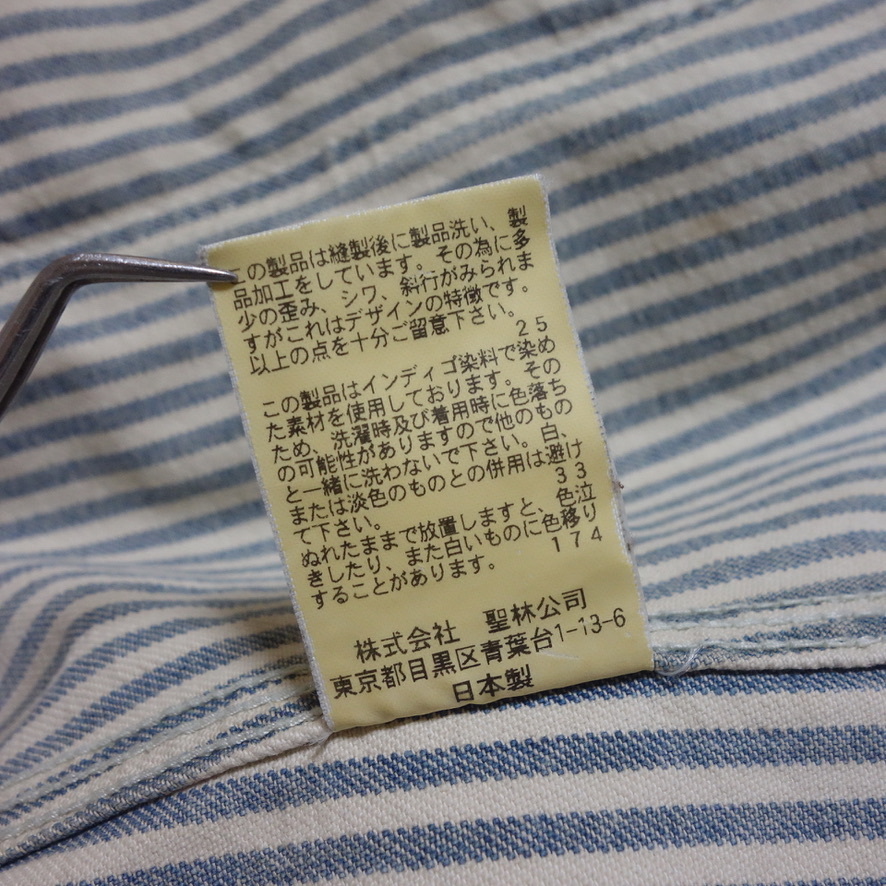 この製品は縫製後に製品洗い、製
品加工をしています。その為に多
少の歪み、シワ、斜行がみられま
すがこれはデザインの特徴です。
以上の点を十分ご留意下さい。
25
この製品はインディゴ染料で染め
た素材を使用しております。その
ため、洗濯時及び着用時に色落ち
の可能性がありますので他のもの
と一緒に洗わないで下さい。白、
または淡色のものとの併用は避け
て下さい。
33
ぬれたままで放置しますと、色泣
きしたり、また白いものに色移り
することがあります。
174
株式会社 聖林公司
東京都目黒区青葉台1-13-6
日本製